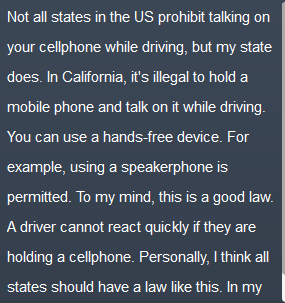 Not all states in the US prohibit talking on
your cellphone while driving, but my state
does. In California, it's illegal to hold a
mobile phone and talk on it while driving.
You can use a hands-free device. For
example, using a speakerphone is
permitted. To my mind, this is a good law.
A driver cannot react quickly if they are
holding a cellphone. Personally, I think all
states should have a law like this. In my